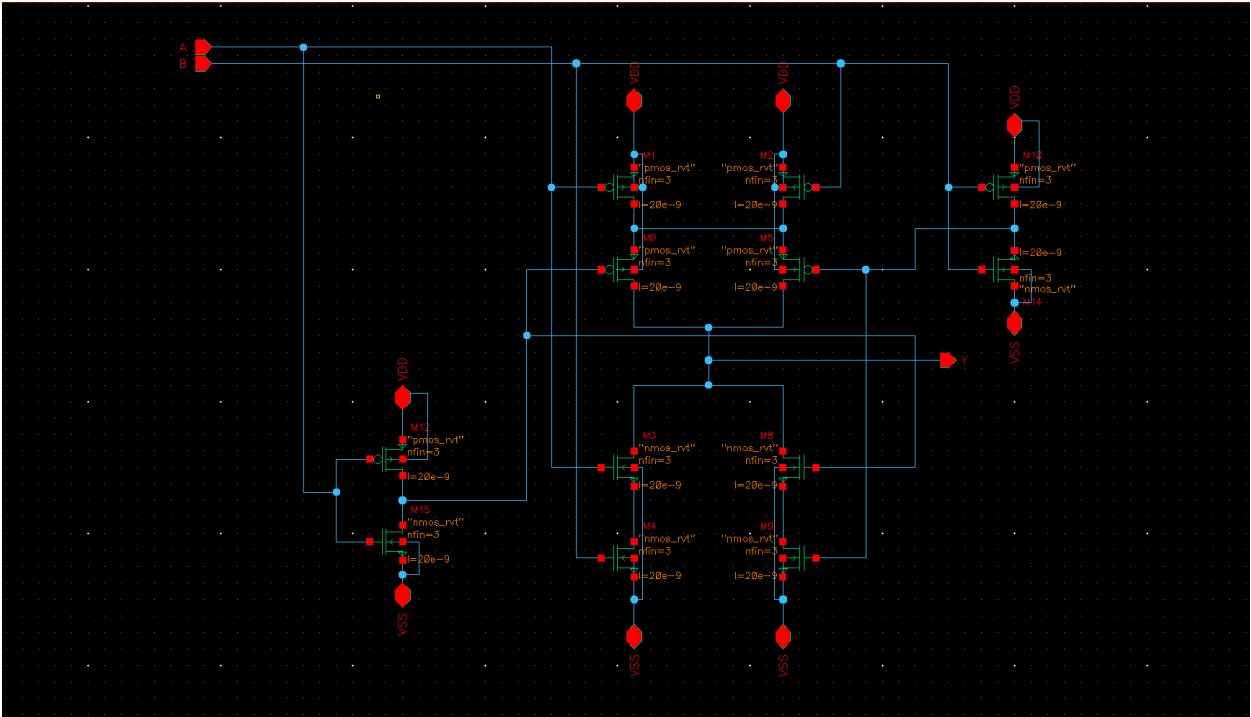 A
B
VDD
VDD
VDD
M1
"pmos_rvt"
nfin=3
l=20e-9
M2
"pmos_rvt"
nfin=3
l=20e-9
"pmos_rvt"
nfin=3
l=20e-9
M0
"pmos_rvt"
nfin=3
l=20e-9
M5
"pmos_rvt"
nfin=3
l=20e-9
l=20e-9
nfin=3
"nmos_rvt"
M14
VSS
Y
VDD
M12
"pmos_rvt"
nfin=3
l=20e-9
M15
"nmos_rvt"
nfin=3
l=20e-9
VSS
M3
"nmos_rvt"
nfin=3
l=20e-9
M8
"nmos_rvt"
nfin=3
l=20e-9
M4
"nmos_rvt"
nfin=3
l=20e-9
M9
"nmos_rvt"
nfin=3
l=20e-9
VSS
VSS